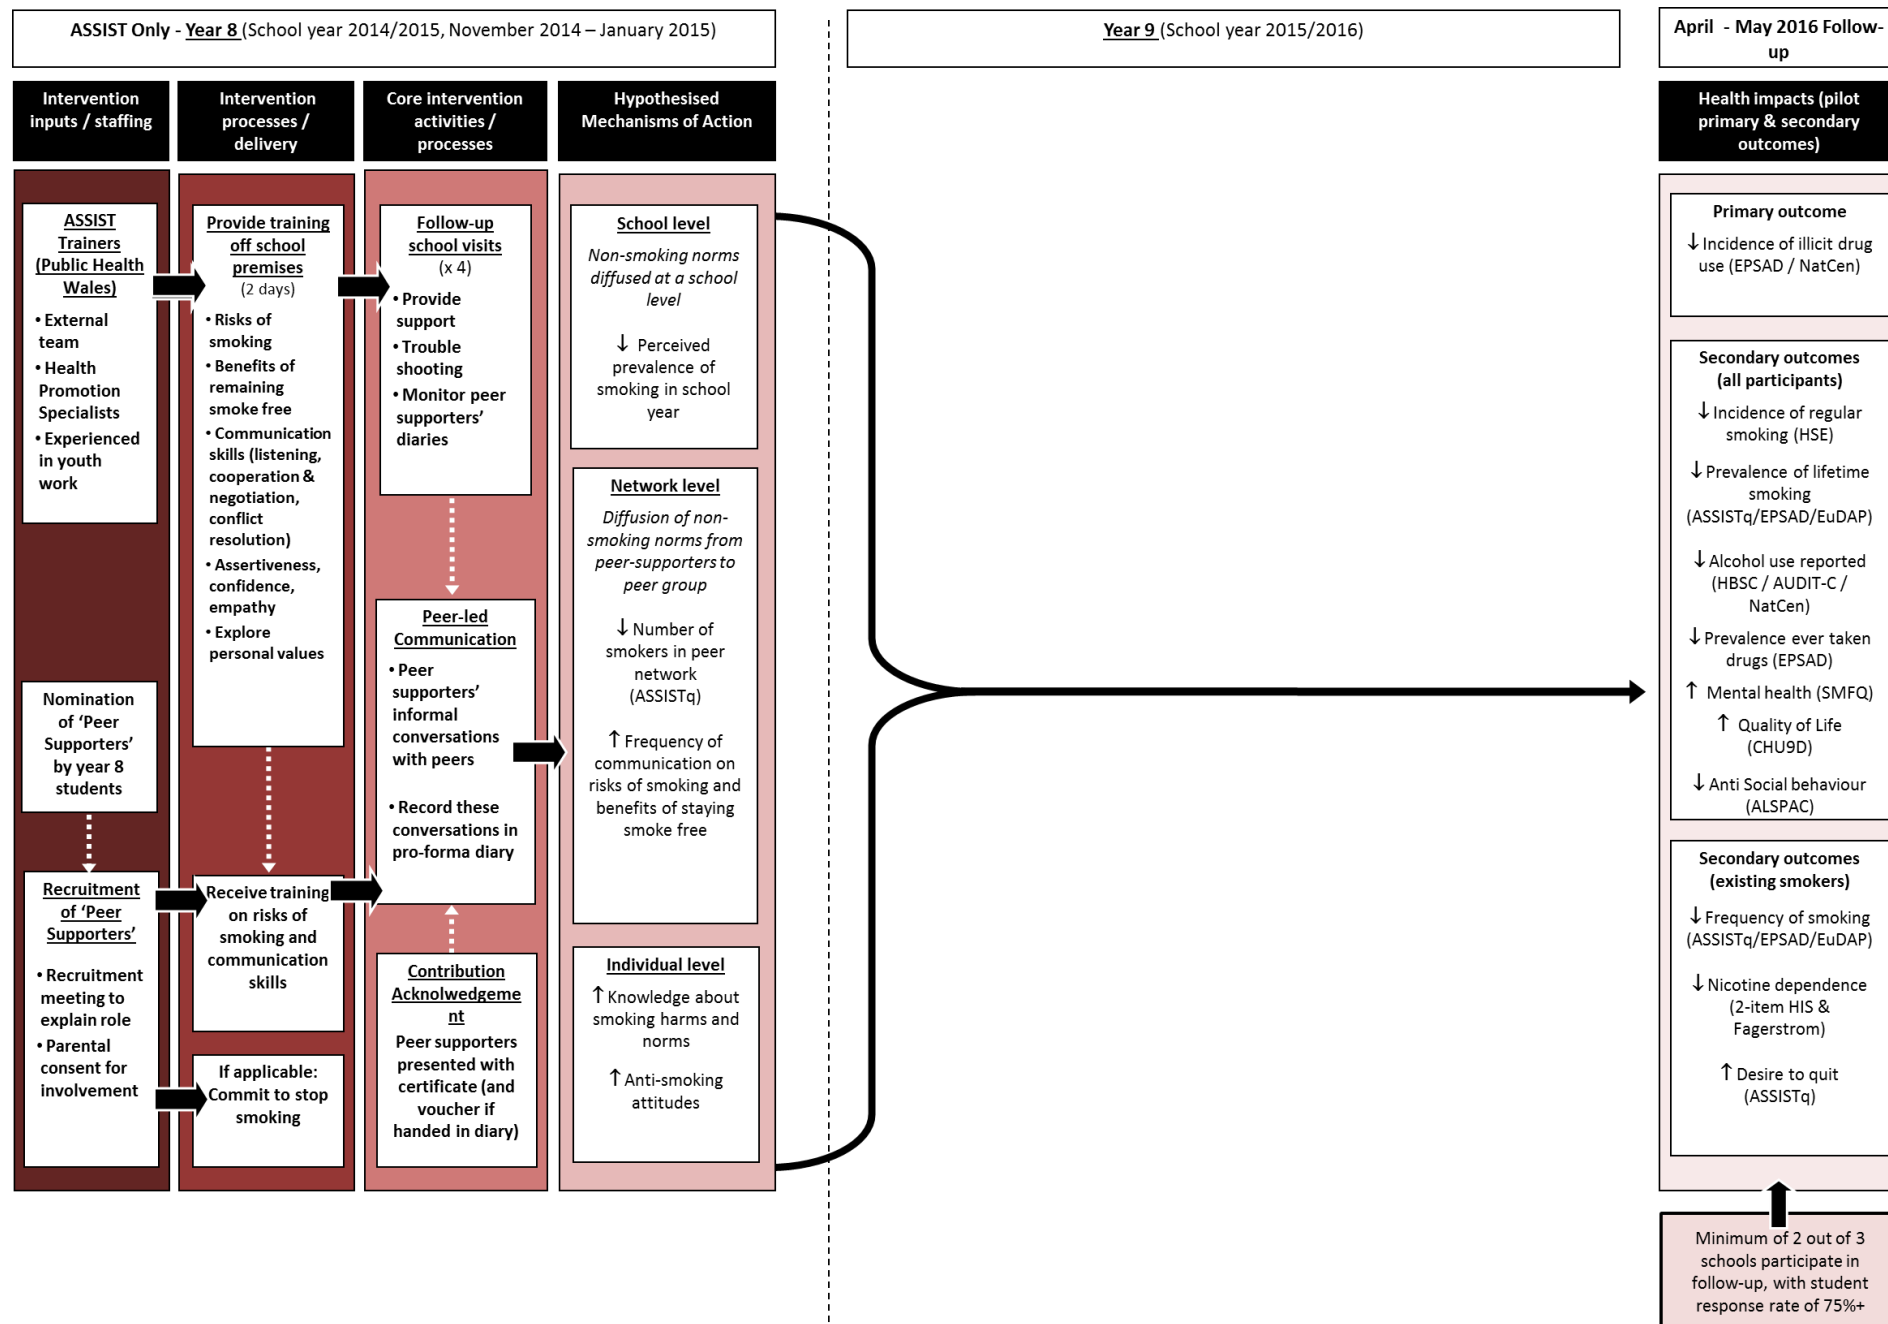 ASSIST Only - Year 8 (School year 2014/2015, November 2014 – January 2015)
Year 9 (School year 2015/2016)
April - May 2016 Follow-
up
Intervention
inputs / staffing
Intervention
processes /
delivery
Core intervention
activities /
processes
Hypothesised
Mechanisms of Action
Health impacts (pilot
primary & secondary
outcomes)
ASSIST
Trainers
(Public Health
Wales)
• External
team
• Health
Promotion
Specialists
• Experienced
in youth
work
Nomination
of ‘Peer
Supporters’
by year 8
students
Recruitment
of ‘Peer
Supporters’
• Recruitment
meeting to
explain role
• Parental
consent for
involvement
Provide training
off school
premises
(2 days)
• Risks of
smoking
• Benefits of
remaining
smoke free
• Communication
skills (listening,
cooperation &
negotiation,
conflict
resolution)
• Assertiveness,
confidence,
empathy
• Explore
personal values
Receive training
on risks of
smoking and
communication
skills
If applicable:
Commit to stop
smoking
Follow-up
school visits
(x 4)
• Provide
support
• Trouble
shooting
• Monitor peer
supporters’
diaries
Peer-led
Communication
• Peer
supporters’
informal
conversations
with peers
• Record these
conversations in
pro-forma diary
Contribution
Acknolwedgeme
nt
Peer supporters
presented with
certificate (and
voucher if
handed in diary)
School level
Non-smoking norms
diffused at a school
level
↓ Perceived
prevalence of
smoking in school
year
Network level
Diffusion of non-
smoking norms from
peer-supporters to
peer group
↓ Number of
smokers in peer
network
(ASSISTq)
↑ Frequency of
communication on
risks of smoking and
benefits of staying
smoke free
Individual level
↑ Knowledge about
smoking harms and
norms
↑ Anti-smoking
attitudes
Primary outcome
↓ Incidence of illicit drug
use (EPSAD / NatCen)
Secondary outcomes
(all participants)
↓ Incidence of regular
smoking (HSE)
↓ Prevalence of lifetime
smoking
(ASSISTq/EPSAD/EuDAP)
↓ Alcohol use reported
(HBSC / AUDIT-C /
NatCen)
↓ Prevalence ever taken
drugs (EPSAD)
↑ Mental health (SMFQ)
↑ Quality of Life
(CHU9D)
↓ Anti Social behaviour
(ALSPAC)
Secondary outcomes
(existing smokers)
↓ Frequency of smoking
(ASSISTq/EPSAD/EuDAP)
↓ Nicotine dependence
(2-item HIS &
Fagerstrom)
↑ Desire to quit
(ASSISTq)
Minimum of 2 out of 3
schools participate in
follow-up, with student
response rate of 75%+